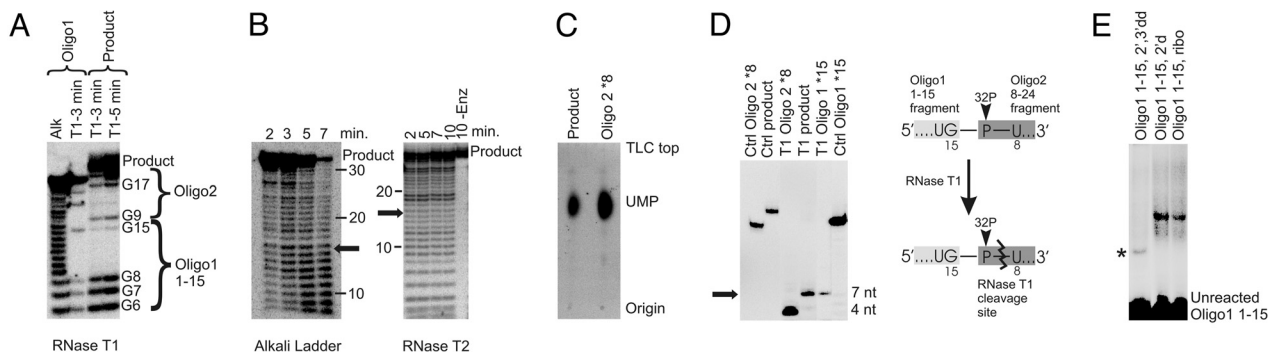 A
Oligo1
Product
Alk
T1-3 min
T1-3 min
T1-5 min
Product
G17
Oligo2
G9
G15
Oligo1
1-15
G8
G7
G6
RNase T1
B
2 3 5 7 min.
Product
30
20
10
Alkali Ladder
2 5 7 10 10 -Enz min.
Product
20
10
RNase T2
C
Product
Oligo 2 *8
TLC top
UMP
Origin
D
Ctrl Oligo 2 *8
Ctrl product
T1 Oligo 2 *8
T1 product
T1 Oligo 1 *15
Ctrl Oligo1 *15
7 nt
4 nt
Oligo1
1-15
fragment
Oligo2
8-24
fragment
32P
5′ ....UG — P — U... 3′
15 8
RNase T1
32P
5′ ....UG — P U... 3′
15 8
RNase T1
cleavage
site
E
Oligo1 1-15, 2′,3′dd
Oligo1 1-15, 2′d
Oligo1 1-15, ribo
*
Unreacted
Oligo1 1-15